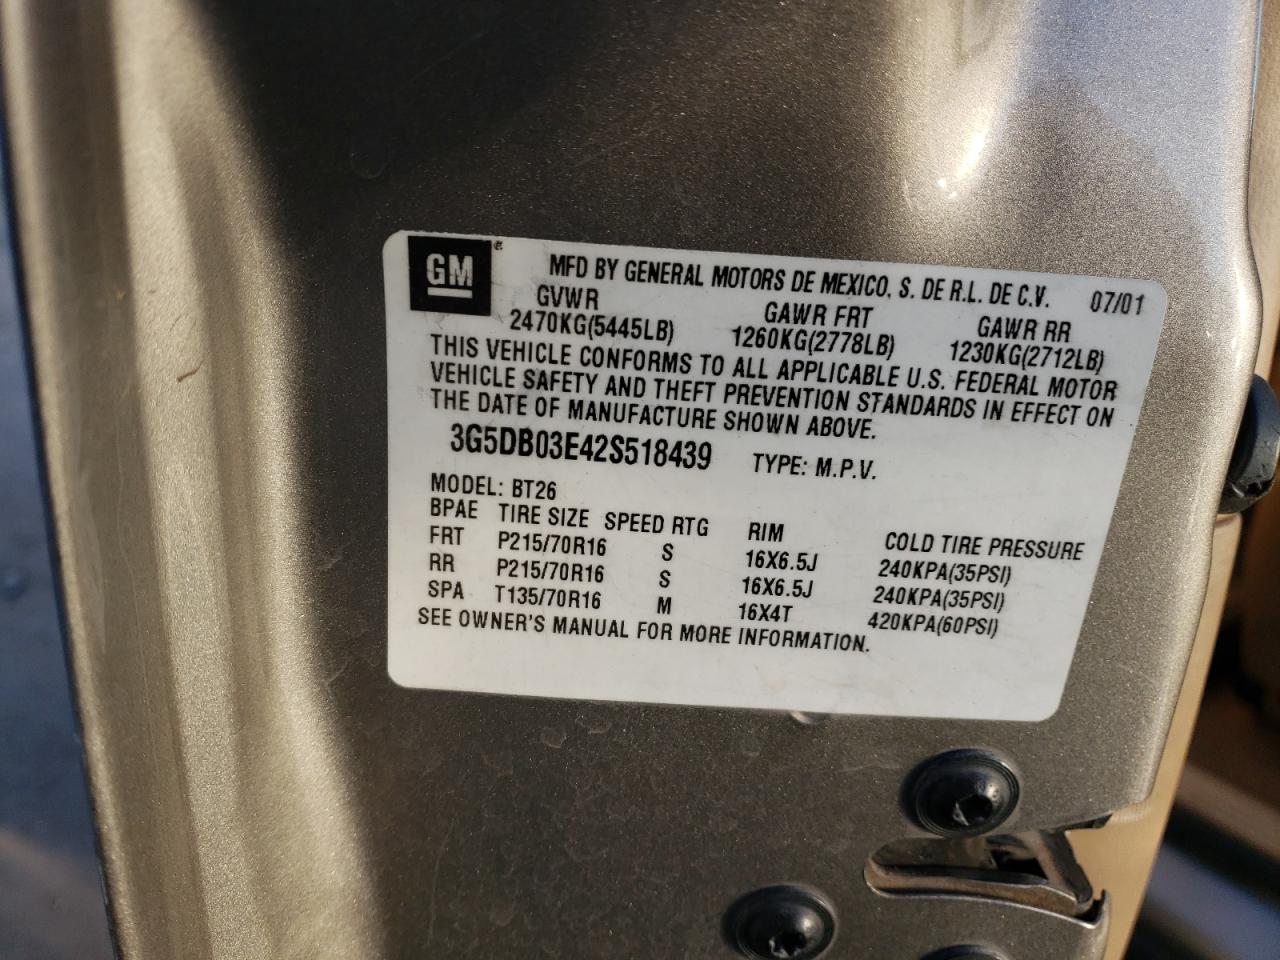 GM® MFD BY GENERAL MOTORS DE MEXICO, S. DE R.L. DE C.V. 07/01
GVWR GAWR FRT GAWR RR
2470KG(5445LB) 1260KG(2778LB) 1230KG(2712LB)
THIS VEHICLE CONFORMS TO ALL APPLICABLE U.S. FEDERAL MOTOR
VEHICLE SAFETY AND THEFT PREVENTION STANDARDS IN EFFECT ON
THE DATE OF MANUFACTURE SHOWN ABOVE.
3G5DB03E42S518439 TYPE: M.P.V.
MODEL: BT26
BPAE TIRE SIZE SPEED RTG RIM COLD TIRE PRESSURE
FRT P215/70R16 S 16X6.5J 240KPA(35PSI)
RR P215/70R16 S 16X6.5J 240KPA(35PSI)
SPA T135/70R16 M 16X4T 420KPA(60PSI)
SEE OWNER'S MANUAL FOR MORE INFORMATION.